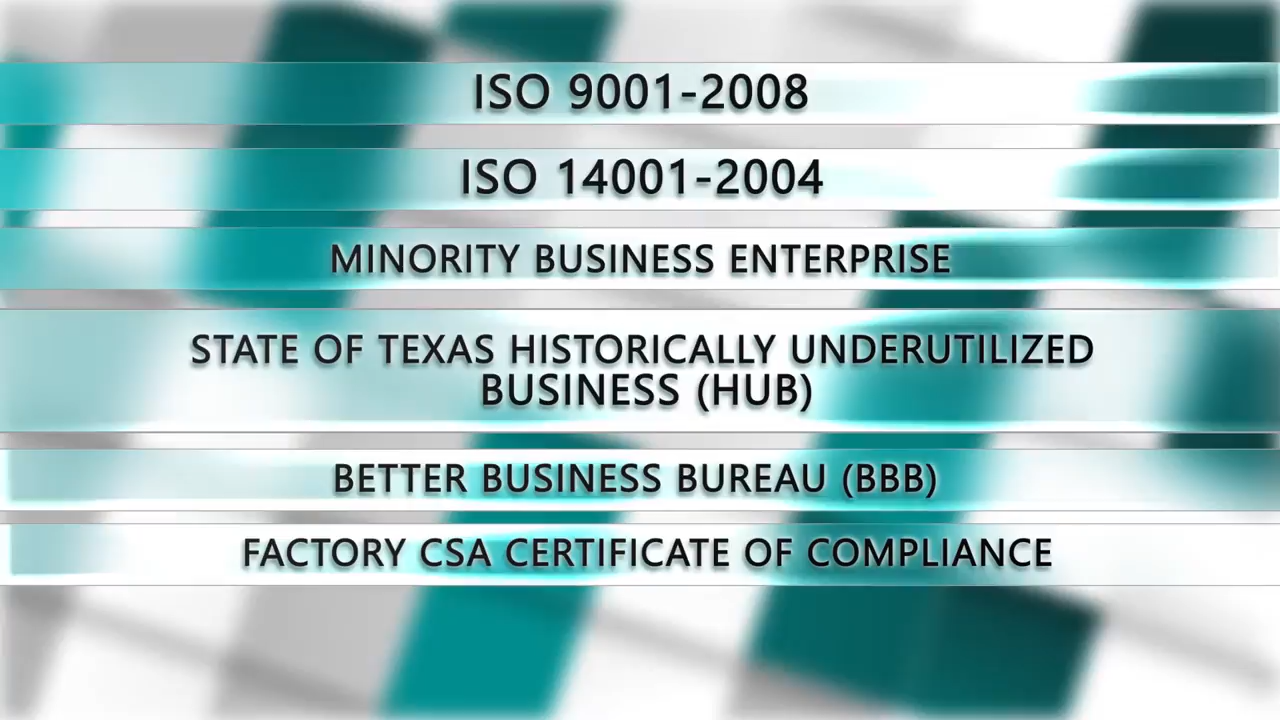 ISO 9001-2008
ISO 14001-2004
MINORITY BUSINESS ENTERPRISE
STATE OF TEXAS HISTORICALLY UNDERUTILIZED
BUSINESS (HUB)
BETTER BUSINESS BUREAU (BBB)
FACTORY CSA CERTIFICATE OF COMPLIANCE